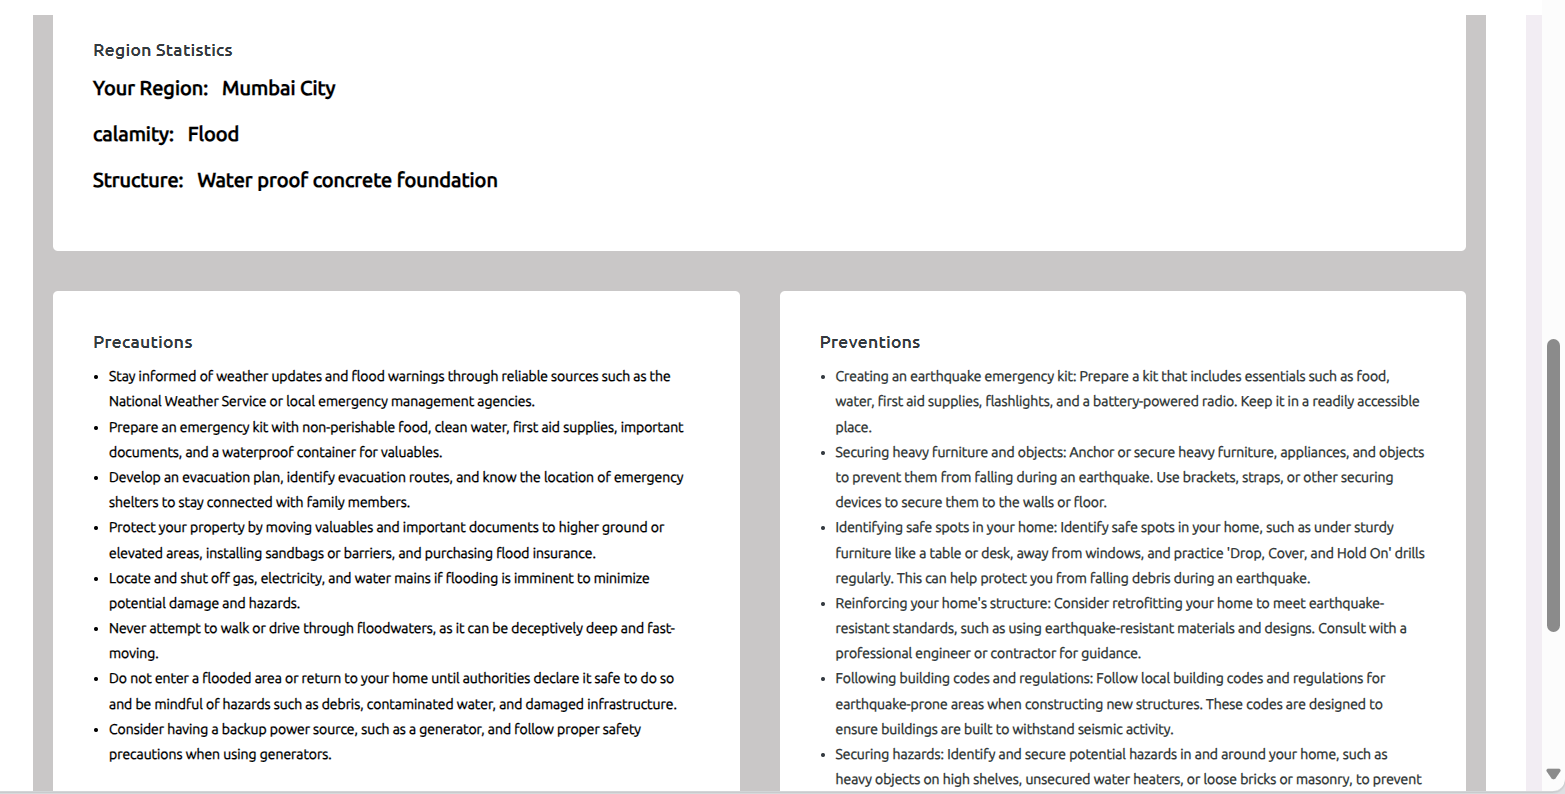 Region Statistics
Your Region: Mumbai City
calamity: Flood
Structure: Water proof concrete foundation
Precautions
• Stay informed of weather updates and flood warnings through reliable sources such as the
National Weather Service or local emergency management agencies.
• Prepare an emergency kit with non-perishable food, clean water, first aid supplies, important
documents, and a waterproof container for valuables.
• Develop an evacuation plan, identify evacuation routes, and know the location of emergency
shelters to stay connected with family members.
• Protect your property by moving valuables and important documents to higher ground or
elevated areas, installing sandbags or barriers, and purchasing flood insurance.
• Locate and shut off gas, electricity, and water mains if flooding is imminent to minimize
potential damage and hazards.
• Never attempt to walk or drive through floodwaters, as it can be deceptively deep and fast-
moving.
• Do not enter a flooded area or return to your home until authorities declare it safe to do so
and be mindful of hazards such as debris, contaminated water, and damaged infrastructure.
• Consider having a backup power source, such as a generator, and follow proper safety
precautions when using generators.
Preventions
• Creating an earthquake emergency kit: Prepare a kit that includes essentials such as food,
water, first aid supplies, flashlights, and a battery-powered radio. Keep it in a readily accessible
place.
• Securing heavy furniture and objects: Anchor or secure heavy furniture, appliances, and objects
to prevent them from falling during an earthquake. Use brackets, straps, or other securing
devices to secure them to the walls or floor.
• Identifying safe spots in your home: Identify safe spots in your home, such as under sturdy
furniture like a table or desk, away from windows, and practice 'Drop, Cover, and Hold On' drills
regularly. This can help protect you from falling debris during an earthquake.
• Reinforcing your home's structure: Consider retrofitting your home to meet earthquake-
resistant standards, such as using earthquake-resistant materials and designs. Consult with a
professional engineer or contractor for guidance.
• Following building codes and regulations: Follow local building codes and regulations for
earthquake-prone areas when constructing new structures. These codes are designed to
ensure buildings are built to withstand seismic activity.
• Securing hazards: Identify and secure potential hazards in and around your home, such as
heavy objects on high shelves, unsecured water heaters, or loose bricks or masonry, to prevent